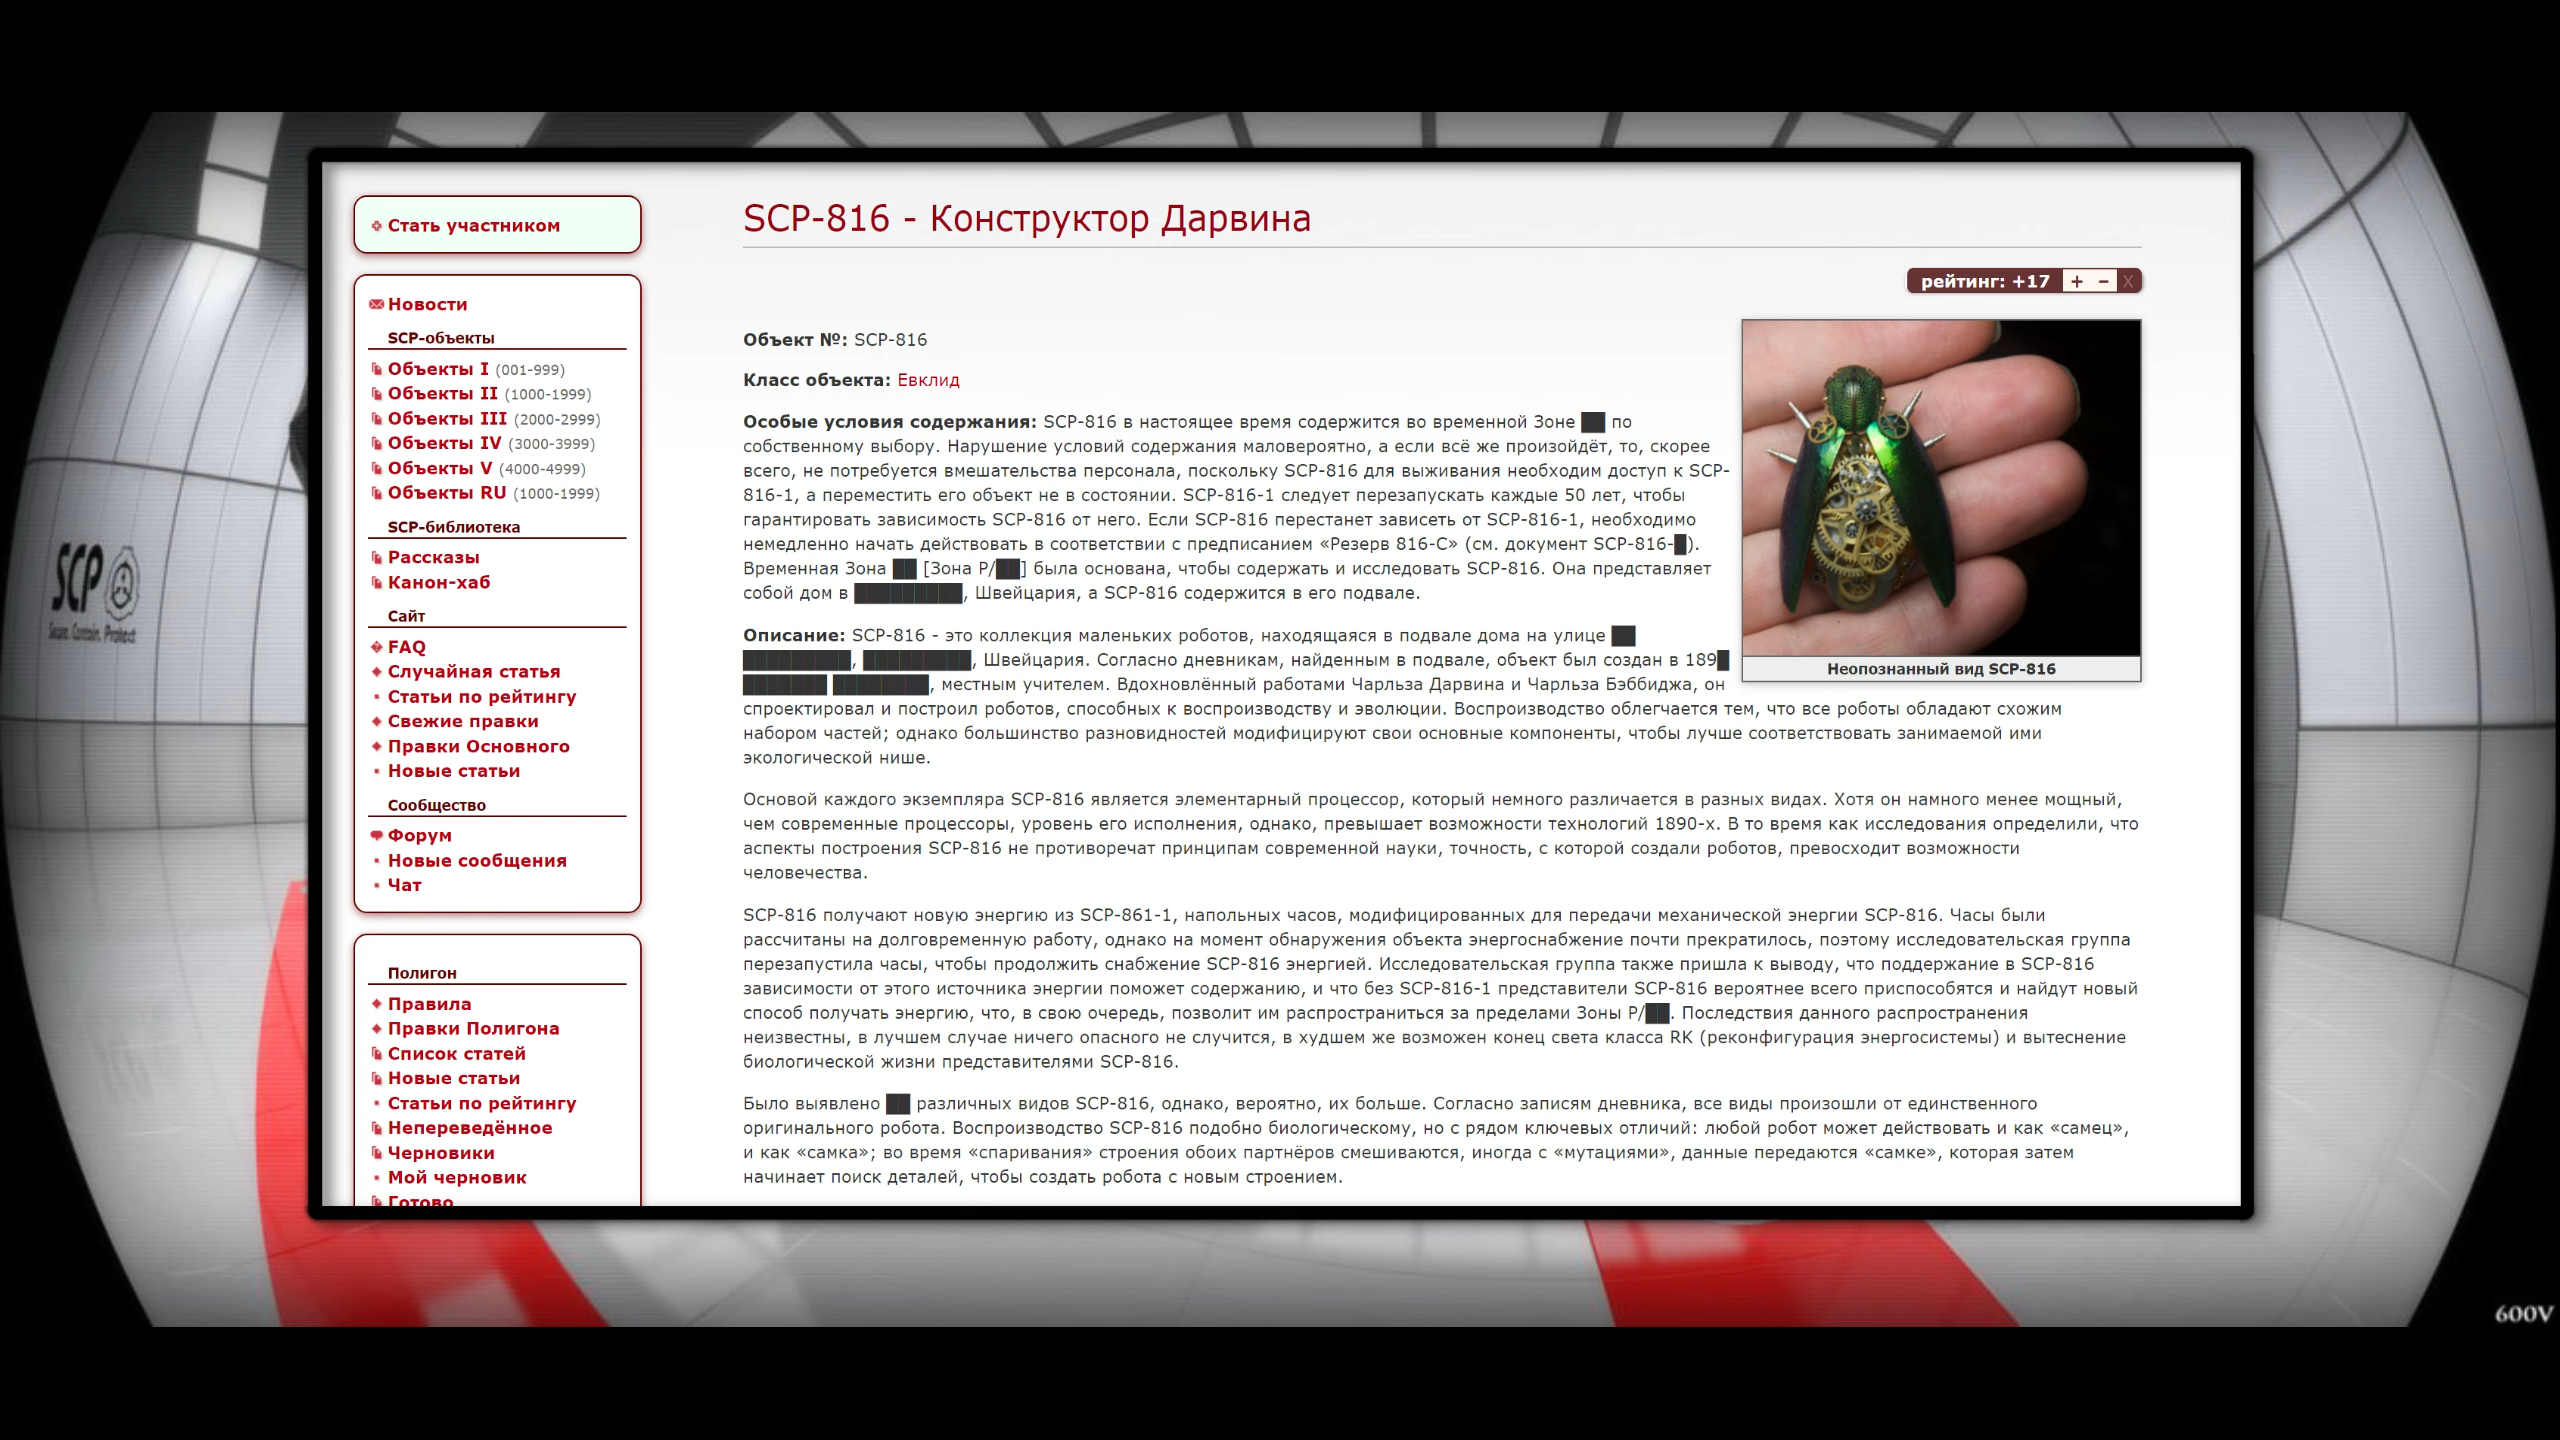 Стать участником
Новости
SCP-объекты
Объекты I (001-999)
Объекты II (1000-1999)
Объекты III (2000-2999)
Объекты IV (3000-3999)
Объекты V (4000-4999)
Объекты RU (1000-1999)
SCP-библиотека
Рассказы
Канон-хаб
Сайт
FAQ
Случайная статья
Статьи по рейтингу
Свежие правки
Правки Основного
Новые статьи
Сообщество
Форум
Новые сообщения
Чат
Полигон
Правила
Правки Полигона
Список статей
Новые статьи
Статьи по рейтингу
Непереведённое
Черновики
Мой черновик
Готово
SCP-816 - Конструктор Дарвина
рейтинг: +17 + − X
Объект №: SCP-816
Класс объекта: Евклид
Особые условия содержания: SCP-816 в настоящее время содержится во временной Зоне ██ по
собственному выбору. Нарушение условий содержания маловероятно, а если всё же произойдёт, то, скорее
всего, не потребуется вмешательства персонала, поскольку SCP-816 для выживания необходим доступ к SCP-
816-1, а переместить его объект не в состоянии. SCP-816-1 следует перезапускать каждые 50 лет, чтобы
гарантировать зависимость SCP-816 от него. Если SCP-816 перестанет зависеть от SCP-816-1, необходимо
немедленно начать действовать в соответствии с предписанием «Резерв 816-C» (см. документ SCP-816-█).
Временная Зона ██ [Зона P/██] была основана, чтобы содержать и исследовать SCP-816. Она представляет
собой дом в █████████, Швейцария, а SCP-816 содержится в его подвале.
Неопознанный вид SCP-816
Описание: SCP-816 - это коллекция маленьких роботов, находящаяся в подвале дома на улице ██
█████████, █████████, Швейцария. Согласно дневникам, найденным в подвале, объект был создан в 189█
███████ ████████, местным учителем. Вдохновлённый работами Чарльза Дарвина и Чарльза Бэббиджа, он
спроектировал и построил роботов, способных к воспроизводству и эволюции. Воспроизводство облегчается тем, что все роботы обладают схожим
набором частей; однако большинство разновидностей модифицируют свои основные компоненты, чтобы лучше соответствовать занимаемой ими
экологической нише.
Основой каждого экземпляра SCP-816 является элементарный процессор, который немного различается в разных видах. Хотя он намного менее мощный,
чем современные процессоры, уровень его исполнения, однако, превышает возможности технологий 1890-х. В то время как исследования определили, что
аспекты построения SCP-816 не противоречат принципам современной науки, точность, с которой создали роботов, превосходит возможности
человечества.
SCP-816 получают новую энергию из SCP-861-1, напольных часов, модифицированных для передачи механической энергии SCP-816. Часы были
рассчитаны на долговременную работу, однако на момент обнаружения объекта энергоснабжение почти прекратилось, поэтому исследовательская группа
перезапустила часы, чтобы продолжить снабжение SCP-816 энергией. Исследовательская группа также пришла к выводу, что поддержание в SCP-816
зависимости от этого источника энергии поможет содержанию, и что без SCP-816-1 представители SCP-816 вероятнее всего приспособятся и найдут новый
способ получать энергию, что, в свою очередь, позволит им распространиться за пределами Зоны P/██. Последствия данного распространения
неизвестны, в лучшем случае ничего опасного не случится, в худшем же возможен конец света класса RK (реконфигурация энергосистемы) и вытеснение
биологической жизни представителями SCP-816.
Было выявлено ██ различных видов SCP-816, однако, вероятно, их больше. Согласно записям дневника, все виды произошли от единственного
оригинального робота. Воспроизводство SCP-816 подобно биологическому, но с рядом ключевых отличий: любой робот может действовать и как «самец»,
и как «самка»; во время «спаривания» строения обоих партнёров смешиваются, иногда с «мутациями», данные передаются «самке», которая затем
начинает поиск деталей, чтобы создать робота с новым строением.
SCP
Secure. Contain. Protect
600V